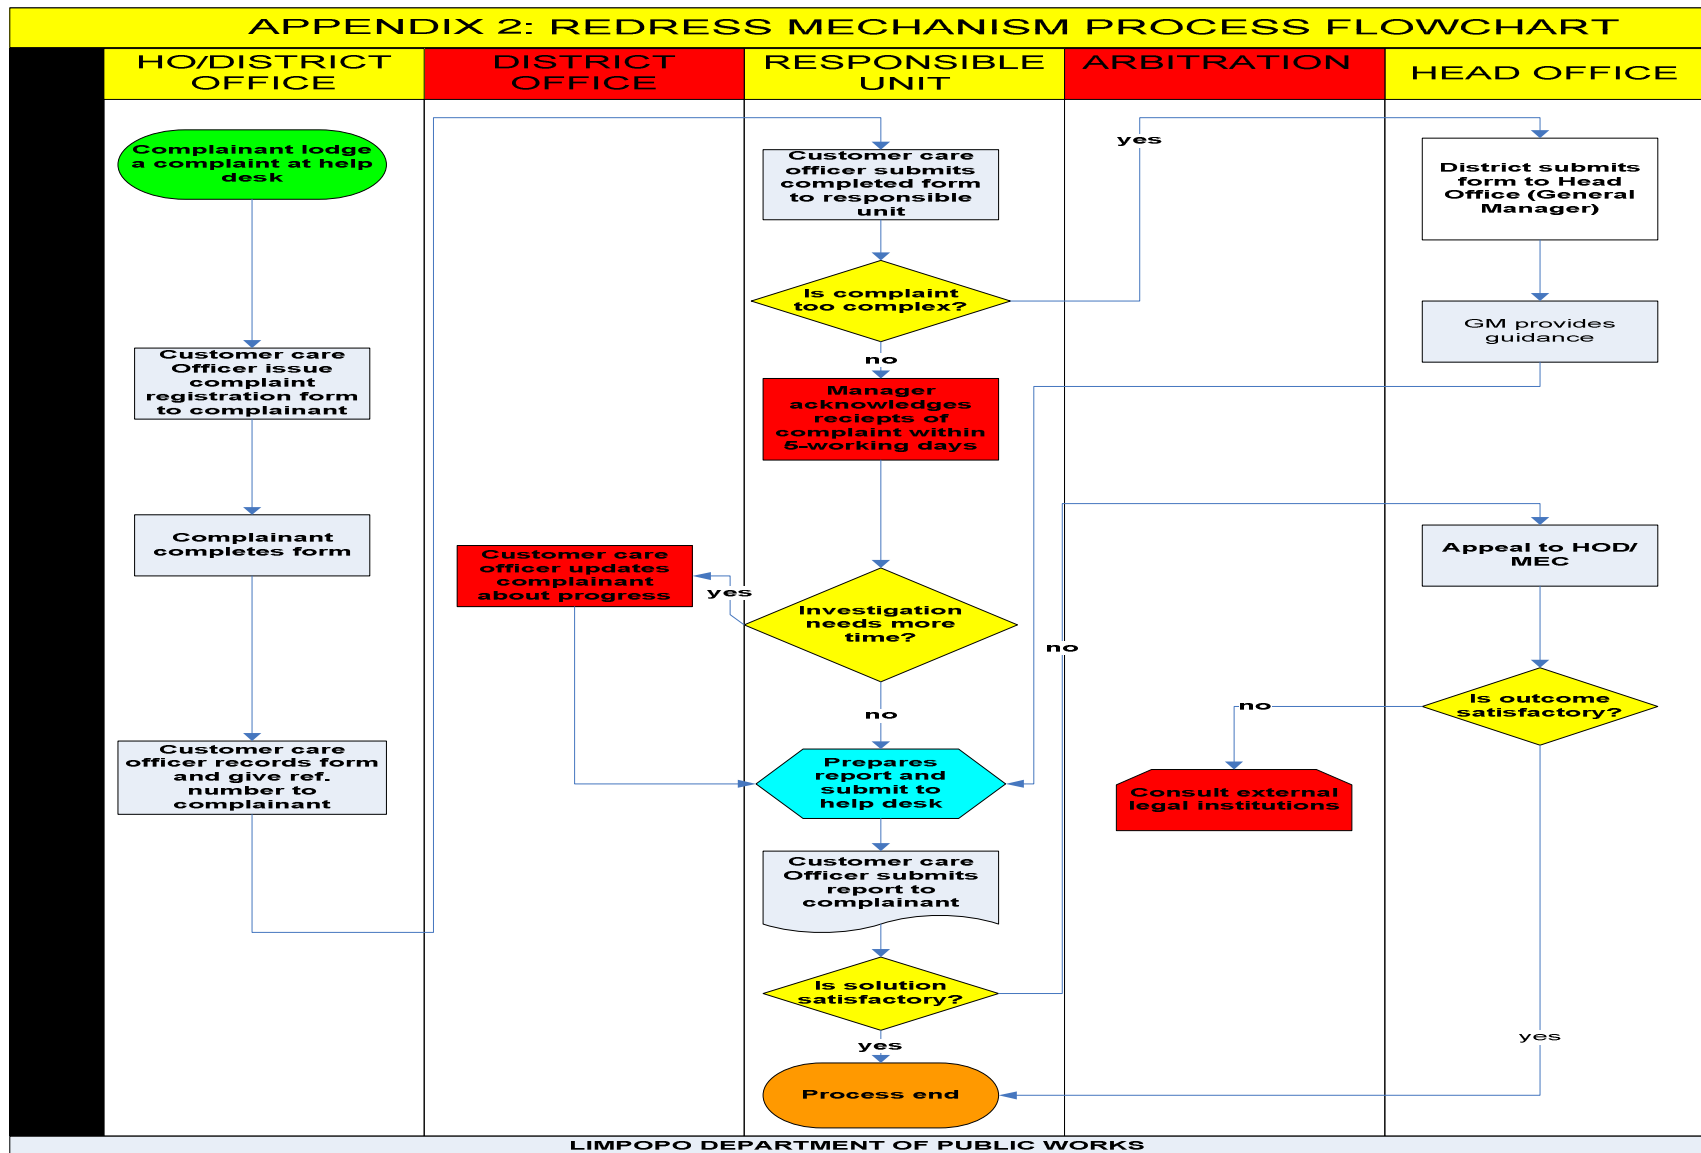 APPENDIX 2: REDRESS MECHANISM PROCESS FLOWCHART
HO/DISTRICT
OFFICE
DISTRICT
OFFICE
RESPONSIBLE
UNIT
ARBITRATION
HEAD OFFICE
Complainant lodge
a complaint at help
desk
Customer care
Officer issue
complaint
registration form
to complainant
Complainant
completes form
Customer care
officer records form
and give ref.
number to
complainant
Customer care
officer updates
complainant
about progress
Customer care
officer submits
completed form
to responsible
unit
Is complaint
too complex?
yes
no
Manager
acknowledges
reciepts of
complaint within
5-working days
Investigation
needs more
time?
yes
no
Prepares
report and
submit to
help desk
Customer care
Officer submits
report to
complainant
Is solution
satisfactory?
no
yes
Process end
Consult external
legal institutions
District submits
form to Head
Office (General
Manager)
GM provides
guidance
Appeal to HOD/
MEC
Is outcome
satisfactory?
no
yes
LIMPOPO DEPARTMENT OF PUBLIC WORKS